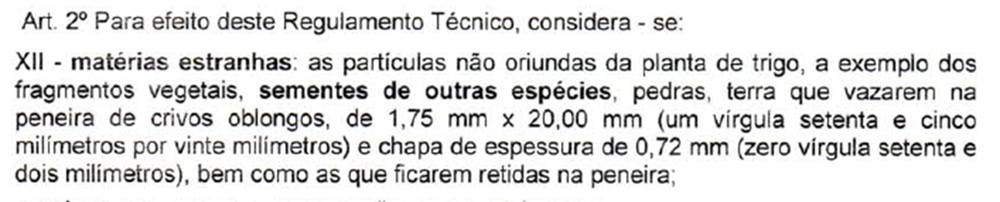 Art. 2º Para efeito deste Regulamento Técnico, considera - se:
XII - matérias estranhas: as partículas não oriundas da planta de trigo, a exemplo dos
fragmentos vegetais, sementes de outras espécies, pedras, terra que vazarem na
peneira de crivos oblongos, de 1,75 mm x 20,00 mm (um vírgula setenta e cinco
milímetros por vinte milímetros) e chapa de espessura de 0,72 mm (zero vírgula setenta e
dois milímetros), bem como as que ficarem retidas na peneira;